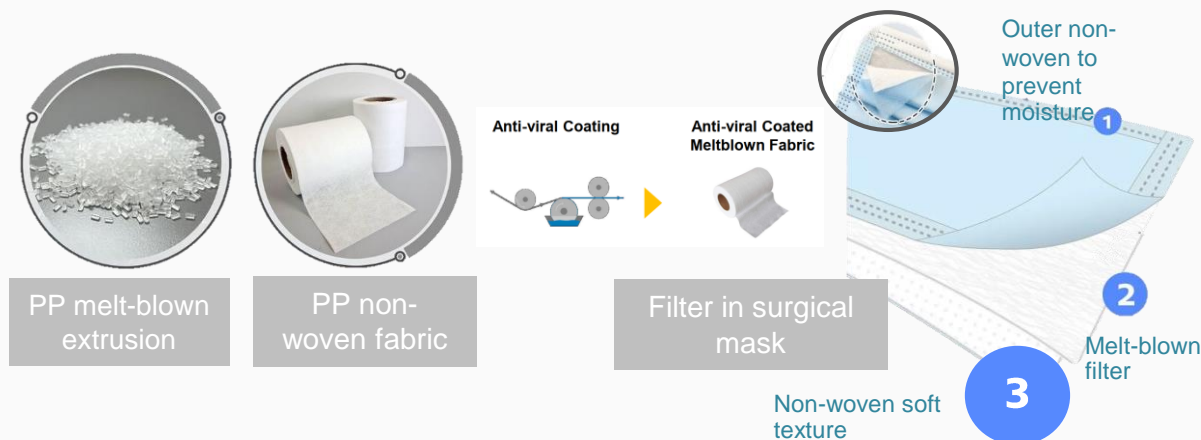 PP melt-blown
extrusion
PP non-
woven fabric
Anti-viral Coating
Anti-viral Coated
Meltblown Fabric
Filter in surgical
mask
Outer non-
woven to
prevent
moisture
1
2
Melt-blown
filter
3
Non-woven soft
texture